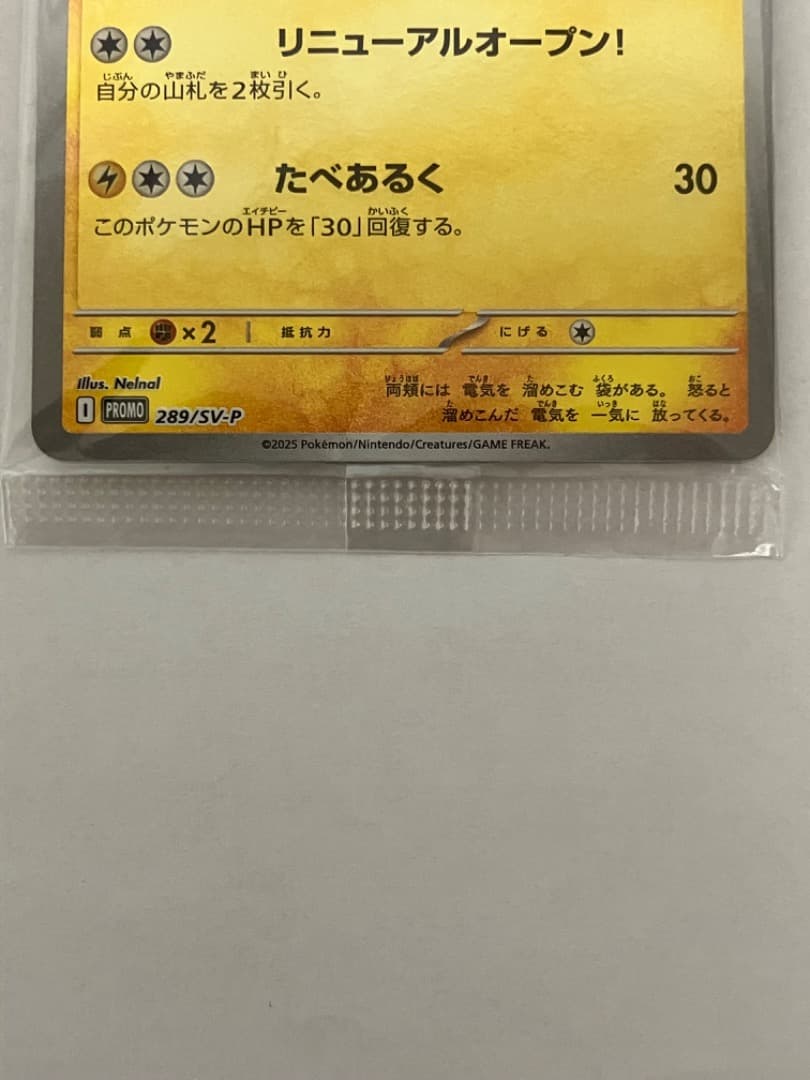 リニューアルオープン!
自分の山札を2枚引く。
たべあるく 30
このポケモンのHPを「30」回復する。
弱点 ×2 抵抗力 にげる
Illus. Nelnal
両頬には 電気を 溜めこむ 袋がある。 怒ると
溜めこんだ 電気を 一気に 放ってくる。
I PROMO 289/SV-P
©2025 Pokémon/Nintendo/Creatures/GAME FREAK.